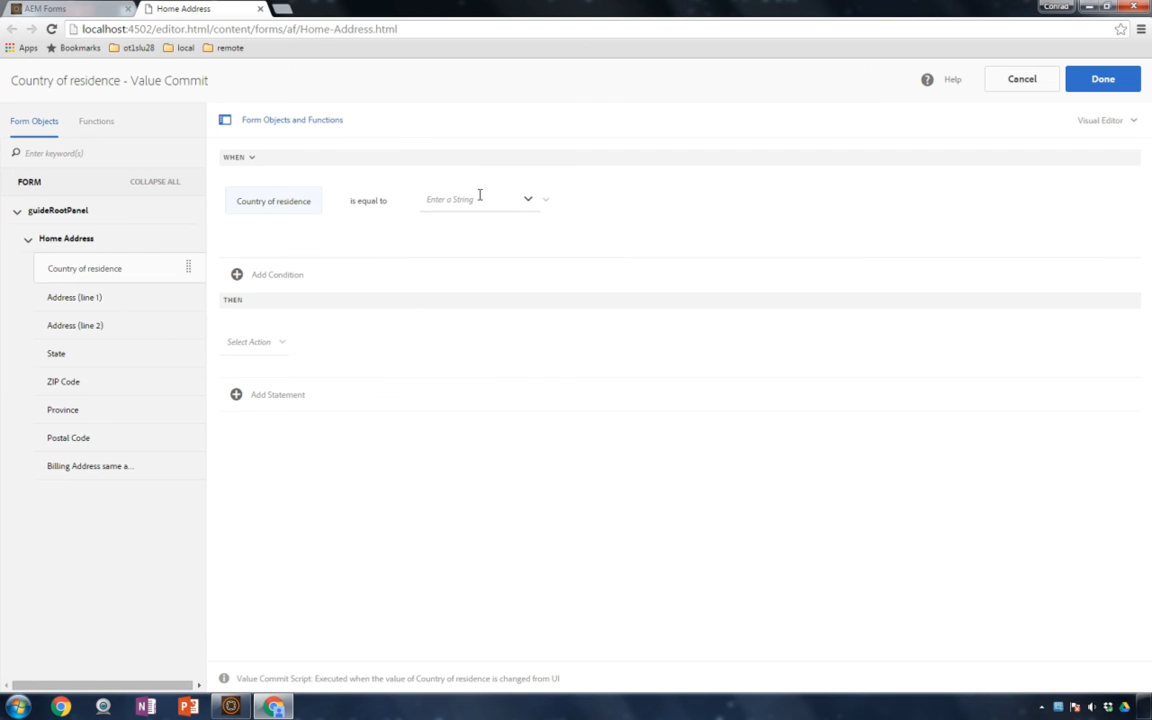 AEM Forms
Home Address
Conrad
localhost:4502/editor.html/content/forms/af/Home-Address.html
Apps
Bookmarks
ot1slu28
local
remote
Country of residence - Value Commit
Help
Cancel
Done
Form Objects
Functions
Form Objects and Functions
Visual Editor
Enter keyword(s)
WHEN
FORM
COLLAPSE ALL
Country of residence
is equal to
Enter a String
guideRootPanel
Home Address
Country of residence
Add Condition
Address (line 1)
THEN
Address (line 2)
Select Action
State
ZIP Code
Add Statement
Province
Postal Code
Billing Address same a...
Value Commit Script: Executed when the value of Country of residence is changed from UI